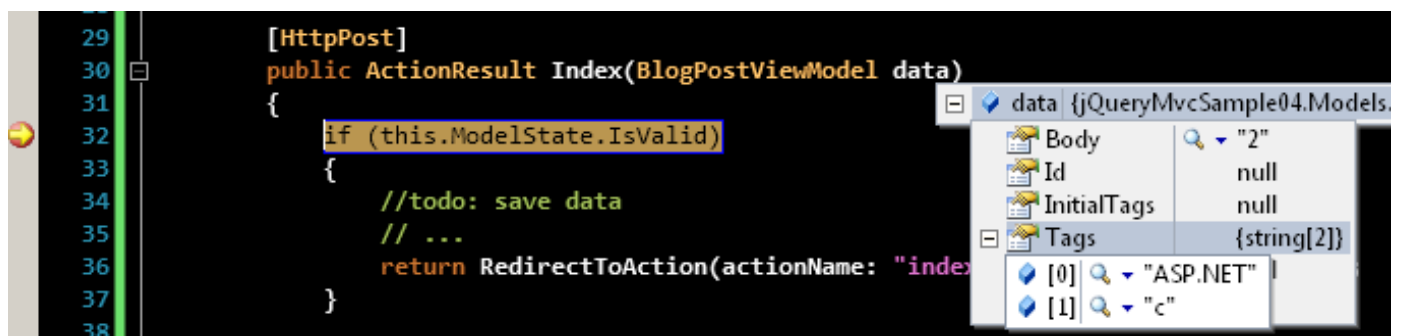 29 [HttpPost]
30 public ActionResult Index(BlogPostViewModel data)
31 {
data {jQueryMvcSample04.Models.
32 if (this.ModelState.IsValid)
Body "2"
33 {
Id null
34 //todo: save data
InitialTags null
35 // ...
Tags {string[2]}
36 return RedirectToAction(actionName: "index
[0] "ASP.NET"
37 }
[1] "c"
38